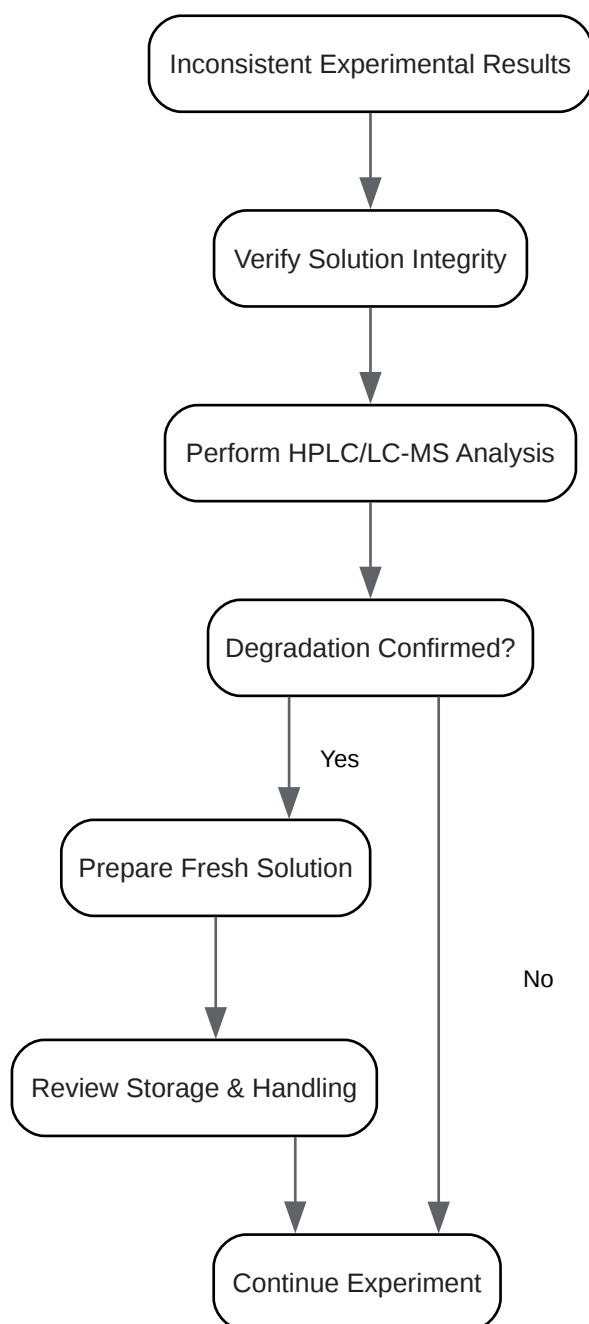 Inconsistent Experimental Results
Verify Solution Integrity
Perform HPLC/LC-MS Analysis
Degradation Confirmed?
Yes
Prepare Fresh Solution
No
Review Storage & Handling
Continue Experiment